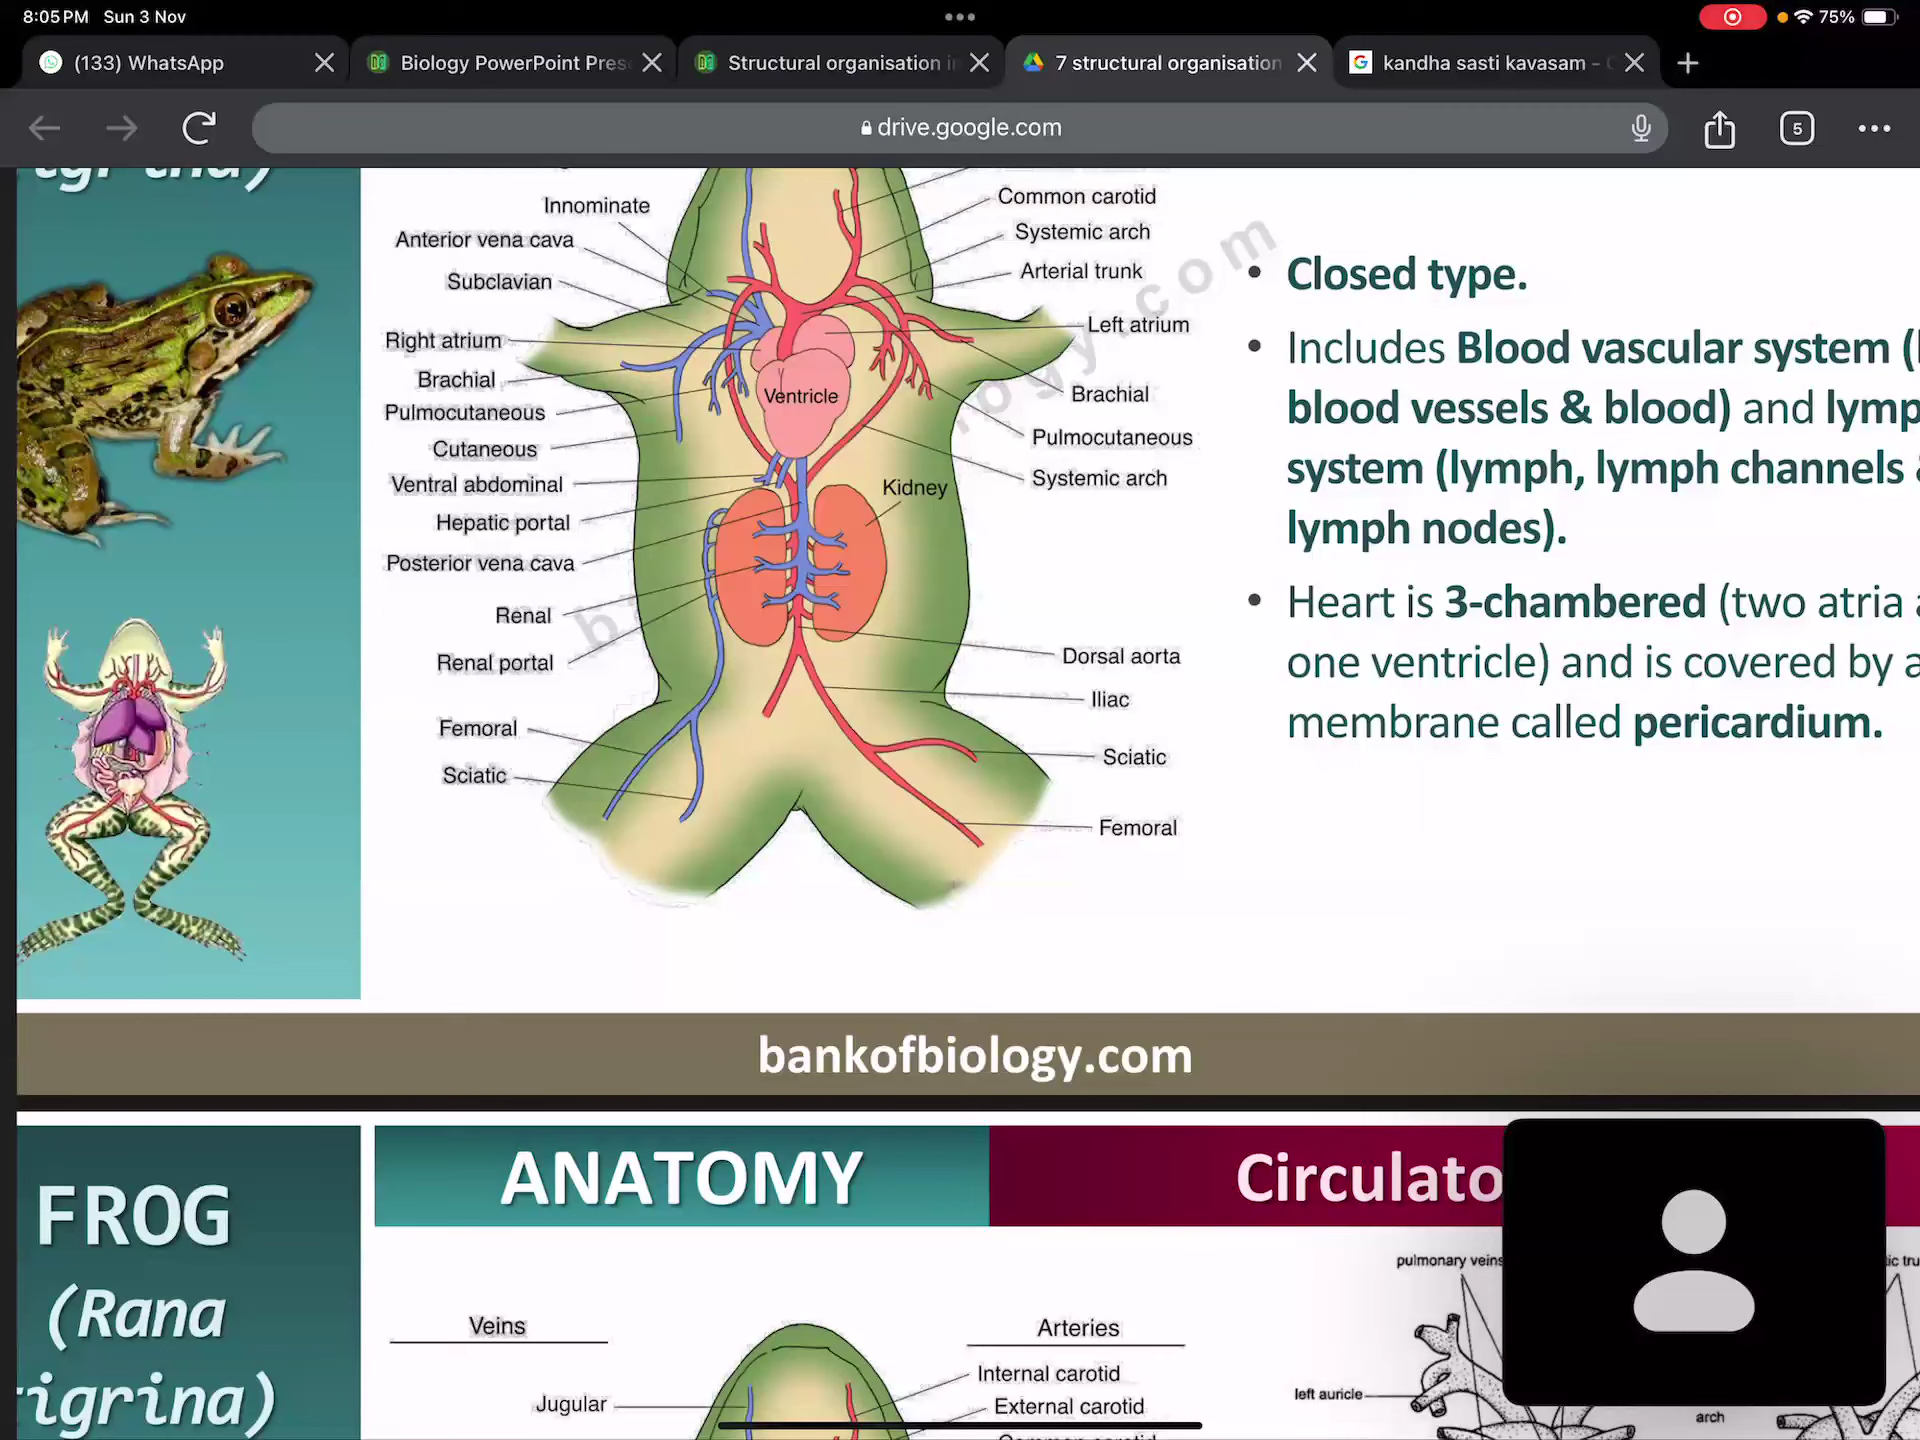 8:05 PM Sun 3 Nov
75%
(133) WhatsApp
Biology PowerPoint Pres
Structural organisation i
7 structural organisation
kandha sasti kavasam -
drive.google.com
5
Innominate
Anterior vena cava
Subclavian
Right atrium
Brachial
Pulmocutaneous
Cutaneous
Ventral abdominal
Hepatic portal
Posterior vena cava
Renal
Renal portal
Femoral
Sciatic
Ventricle
Kidney
Common carotid
Systemic arch
Arterial trunk
Left atrium
Brachial
Pulmocutaneous
Systemic arch
Dorsal aorta
Iliac
Sciatic
Femoral
• Closed type.
• Includes Blood vascular system (
blood vessels & blood) and lymp
system (lymph, lymph channels
lymph nodes).
• Heart is 3-chambered (two atria a
one ventricle) and is covered by a
membrane called pericardium.
bankofbiology.com
FROG
(Rana
tigrina)
ANATOMY
Circulato
Veins
Jugular
Arteries
Internal carotid
External carotid
Common carotid
pulmonary veins
left auricle
arch
ic tru